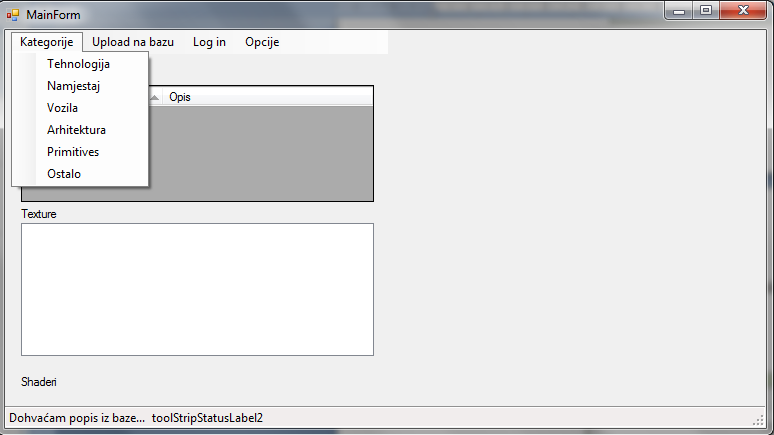 MainForm
Kategorije Upload na bazu Log in Opcije
Tehnologija
Namjestaj
Vozila
Arhitektura
Primitives
Ostalo
Opis
Texture
Shaderi
Dohvaćam popis iz baze... toolStripStatusLabel2